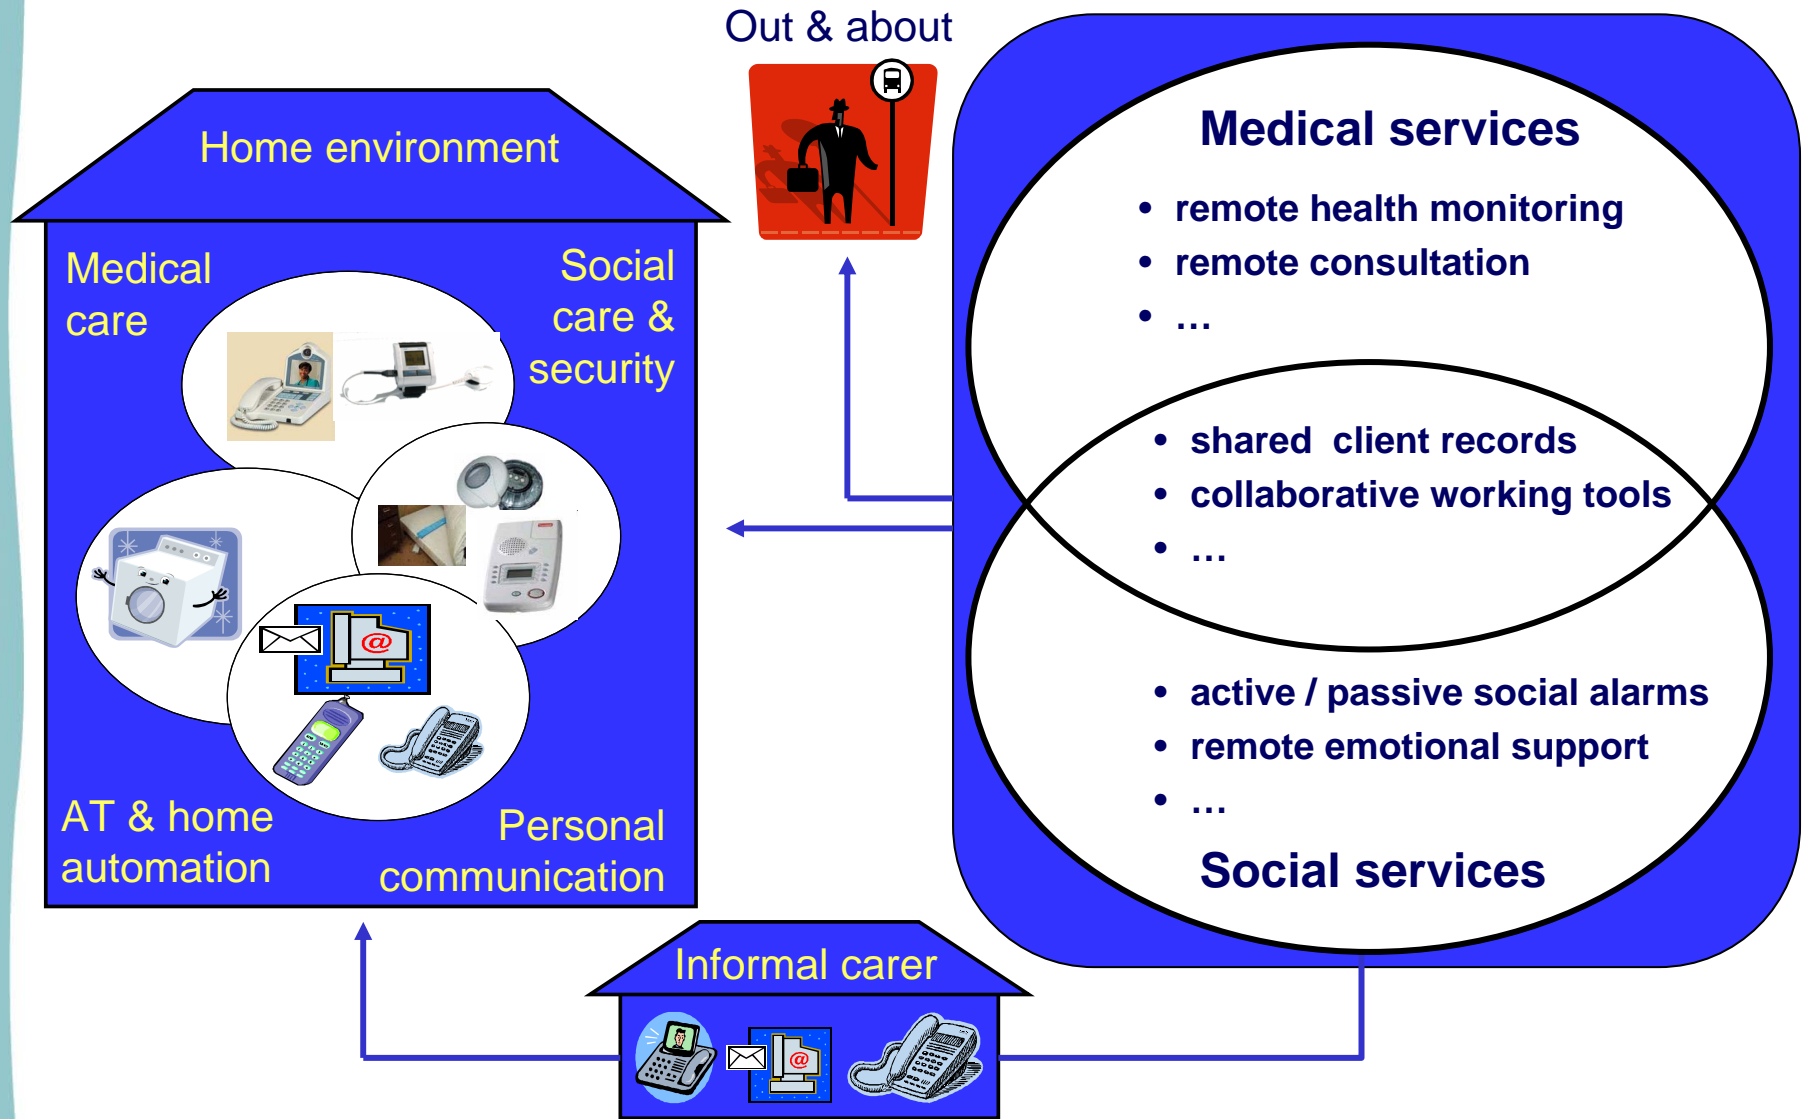 Out & about
Home environment
Medical
care
Social
care &
security
AT & home
automation
Personal
communication
@
Informal carer
@
Medical services
• remote health monitoring
• remote consultation
• ...
• shared client records
• collaborative working tools
• ...
• active / passive social alarms
• remote emotional support
• ...
Social services